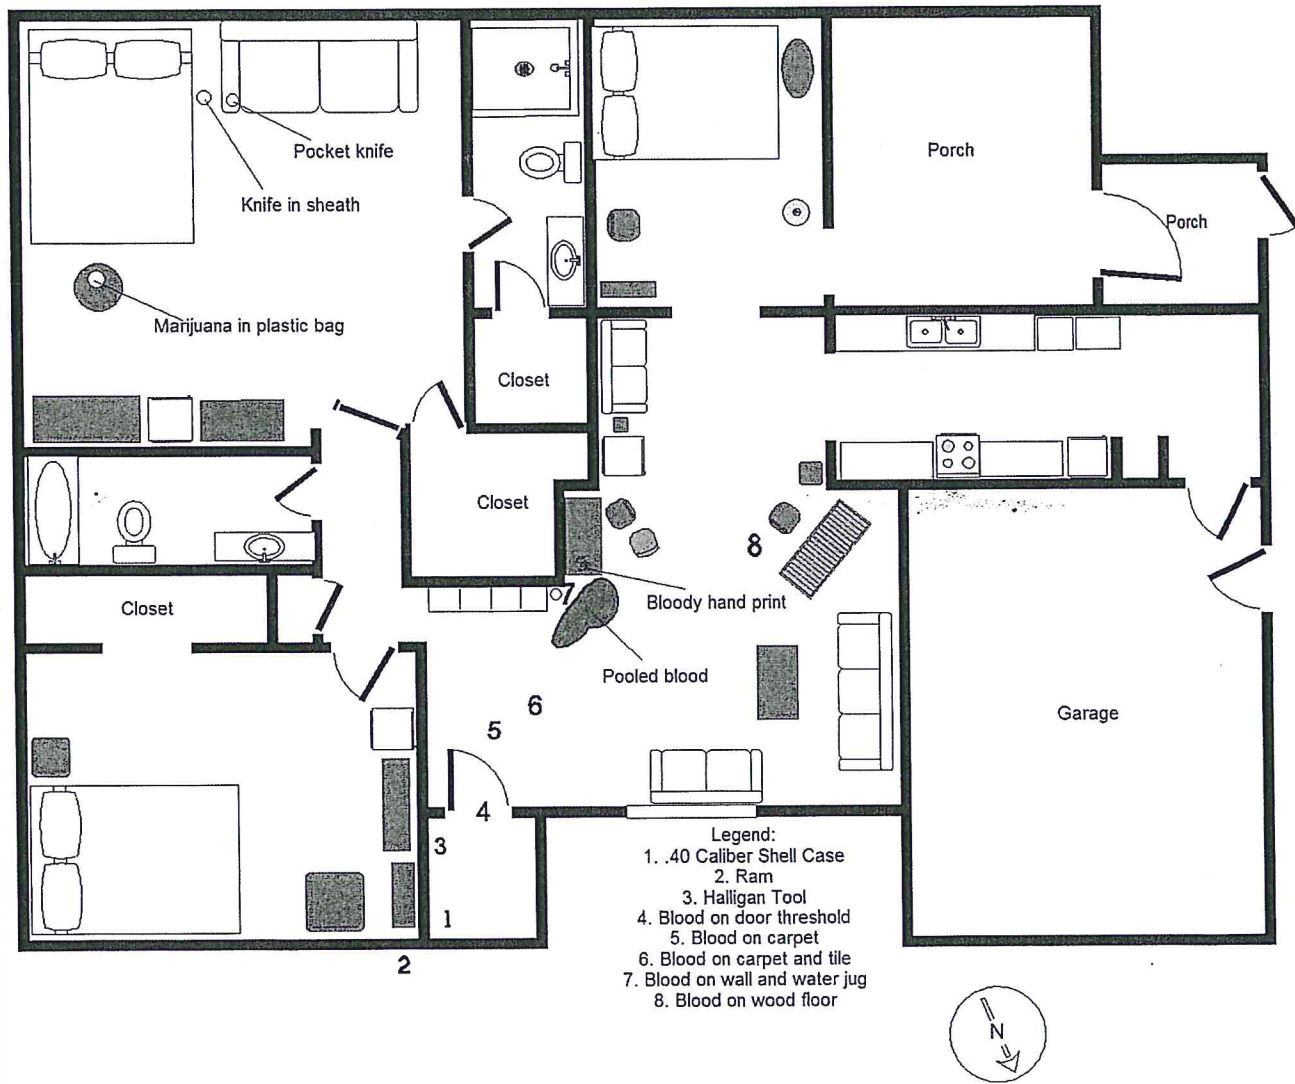 Pocket knife
Knife in sheath
Porch
Porch
Marijuana in plastic bag
Closet
Closet
8
7
Bloody hand print
Closet
Pooled blood
6
5
Garage
4
3
1
2
Legend:
1. .40 Caliber Shell Case
2. Ram
3. Halligan Tool
4. Blood on door threshold
5. Blood on carpet
6. Blood on carpet and tile
7. Blood on wall and water jug
8. Blood on wood floor
N